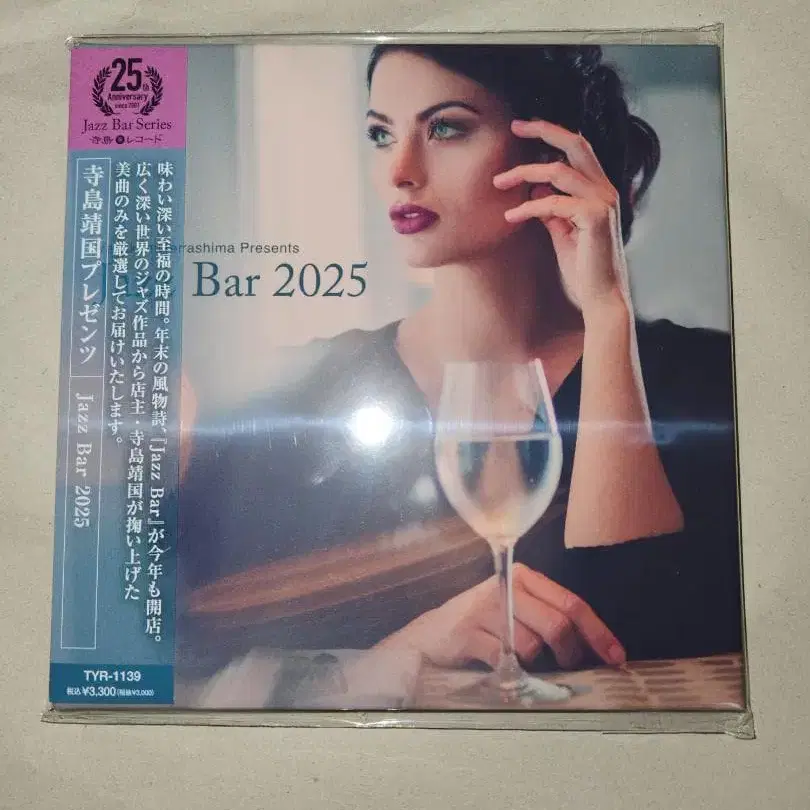 25th
Anniversary
since 2001
Jazz Bar Series
寺島レコード
寺島靖国プレゼンツ
Jazz Bar 2025
味わい深い至福の時間。年末の風物詩、『Jazz Bar』が今年も開店。
広く深い世界のジャズ作品から店主・寺島靖国が掬い上げた
美曲のみを厳選してお届けいたします。
TYR-1139
税込¥3,300(税抜¥3,000)
Presents
Bar 2025